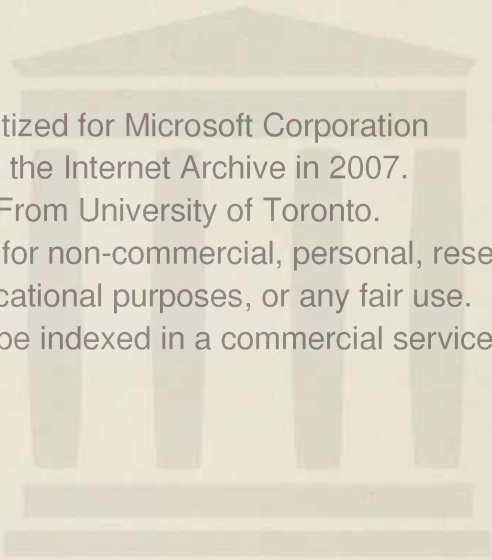 tized for Microsoft Corporation
the Internet Archive in 2007.
From University of Toronto.
for non-commercial, personal, rese
cational purposes, or any fair use.
be indexed in a commercial service